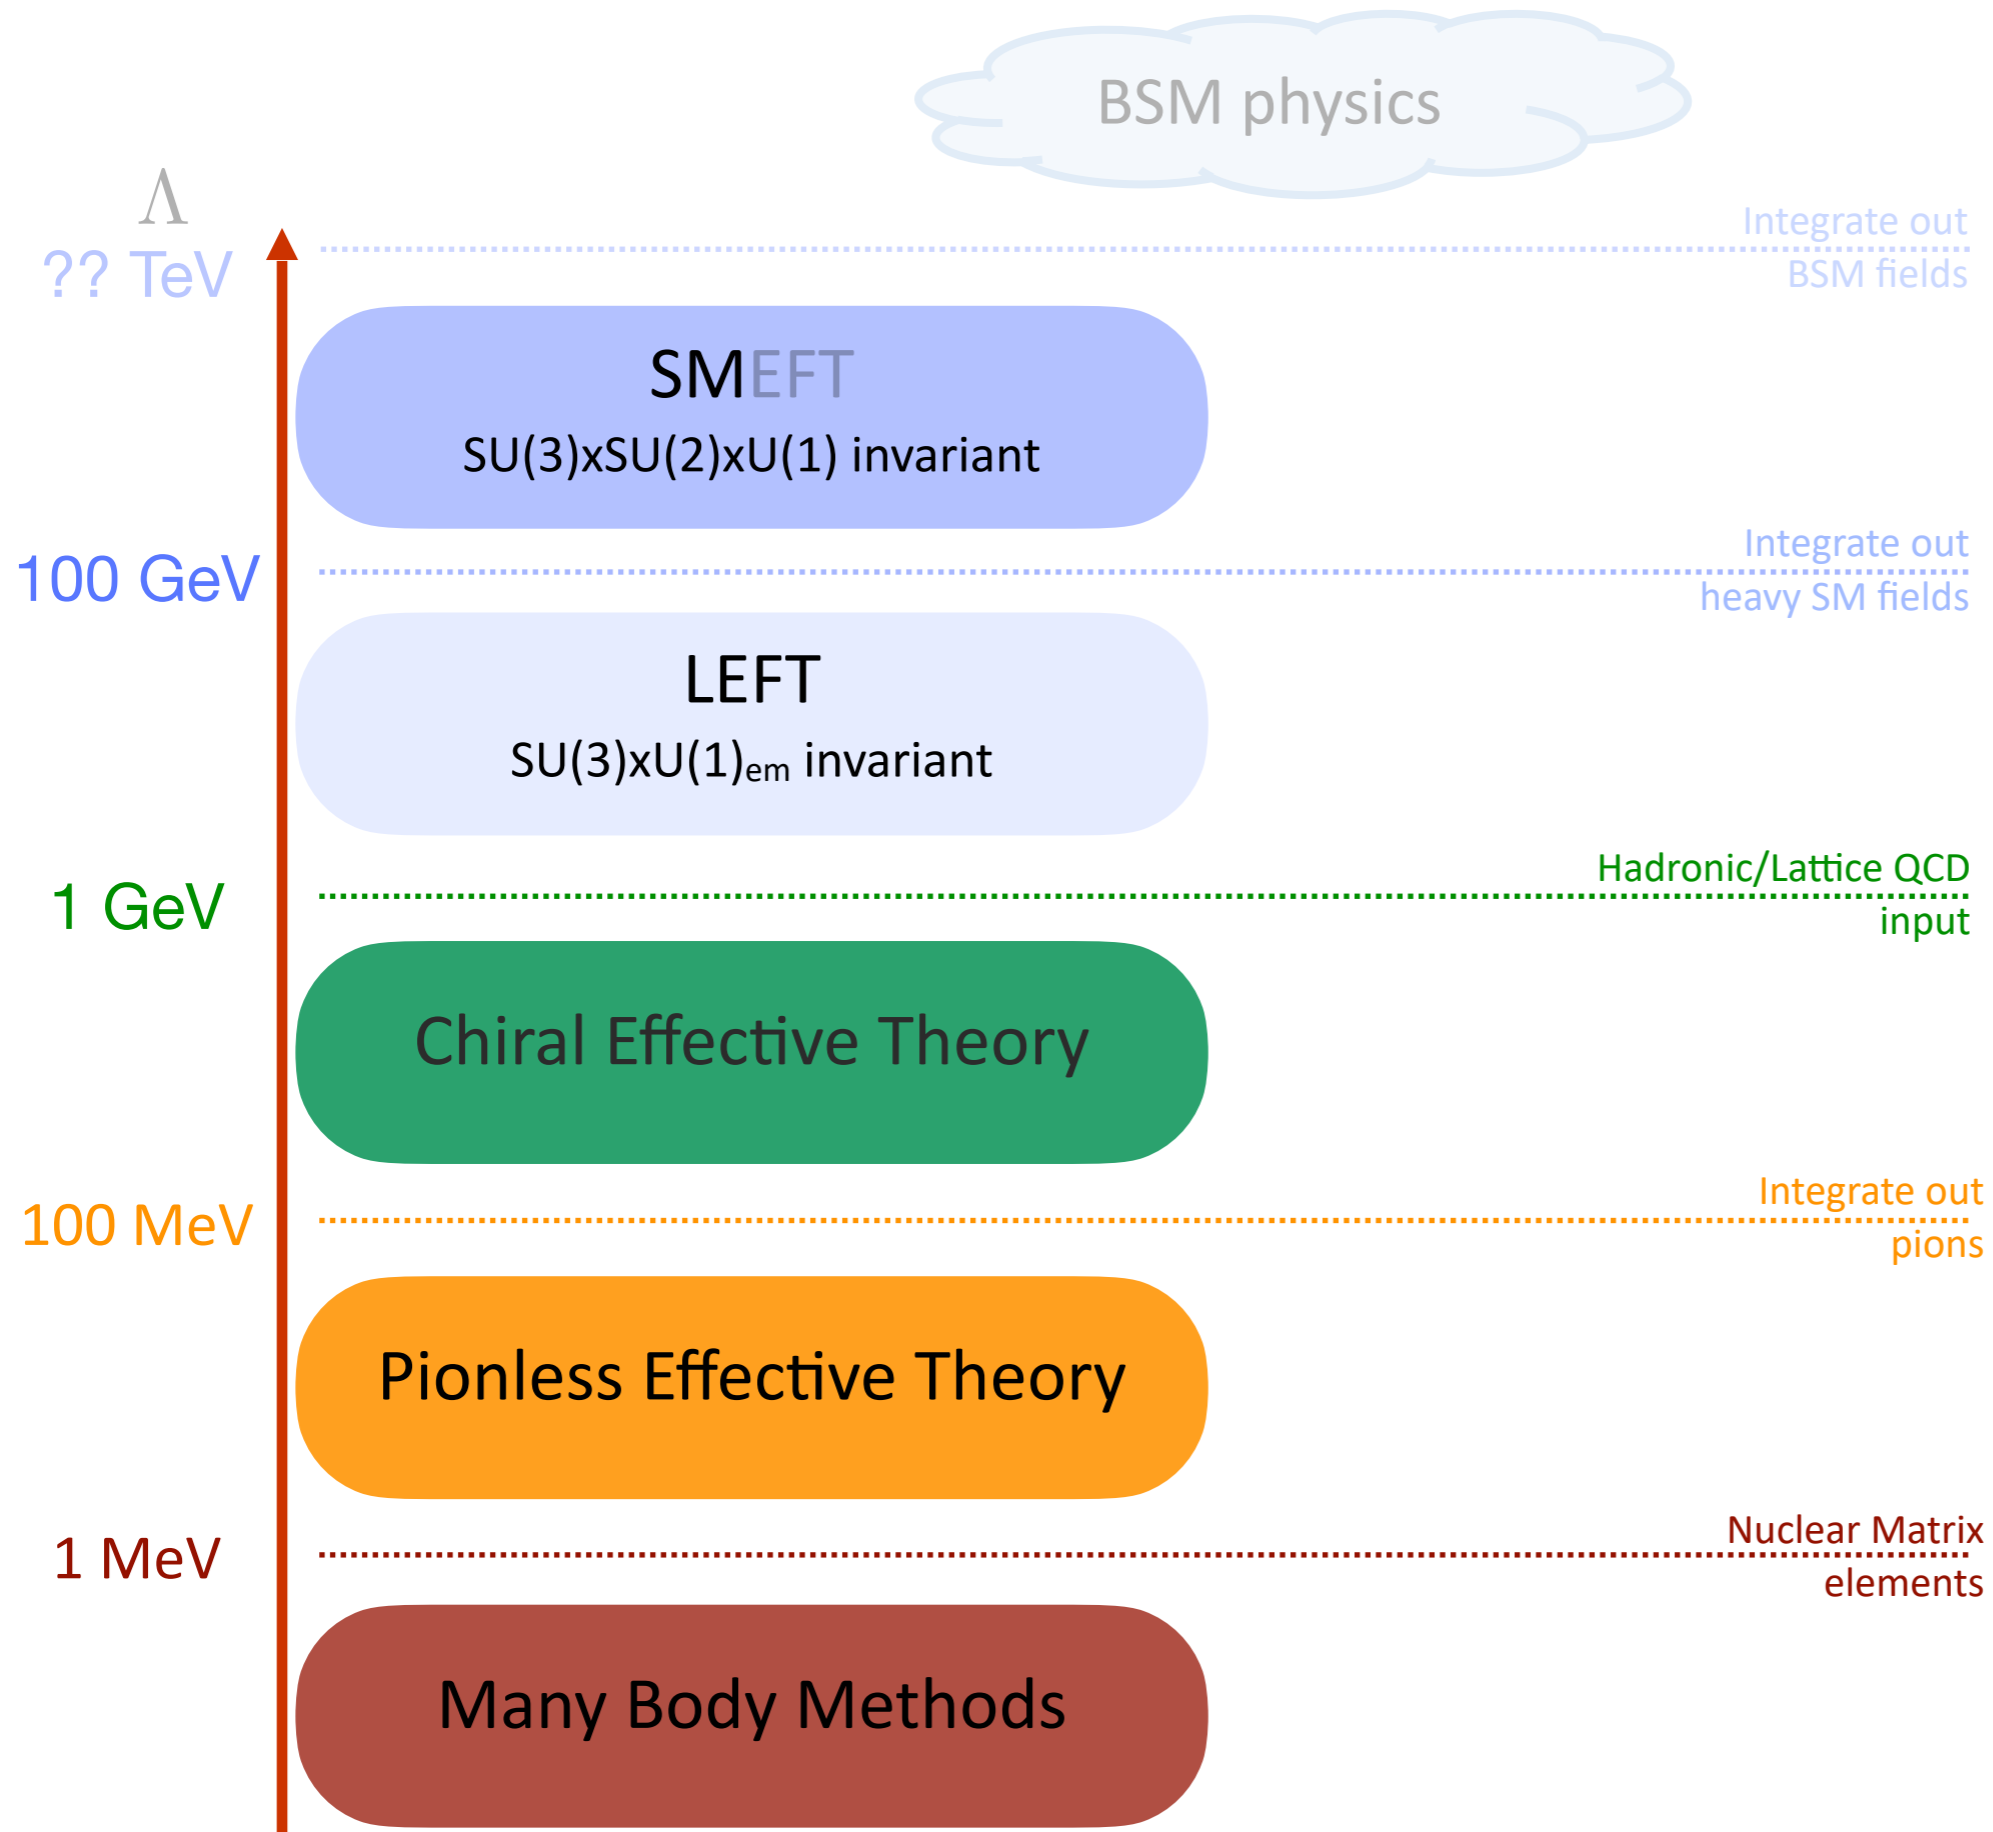 BSM physics
Λ
?? TeV
Integrate out
BSM fields
SMEFT
SU(3)xSU(2)xU(1) invariant
100 GeV
Integrate out
heavy SM fields
LEFT
SU(3)xU(1)em invariant
1 GeV
Hadronic/Lattice QCD
input
Chiral Effective Theory
100 MeV
Integrate out
pions
Pionless Effective Theory
1 MeV
Nuclear Matrix
elements
Many Body Methods